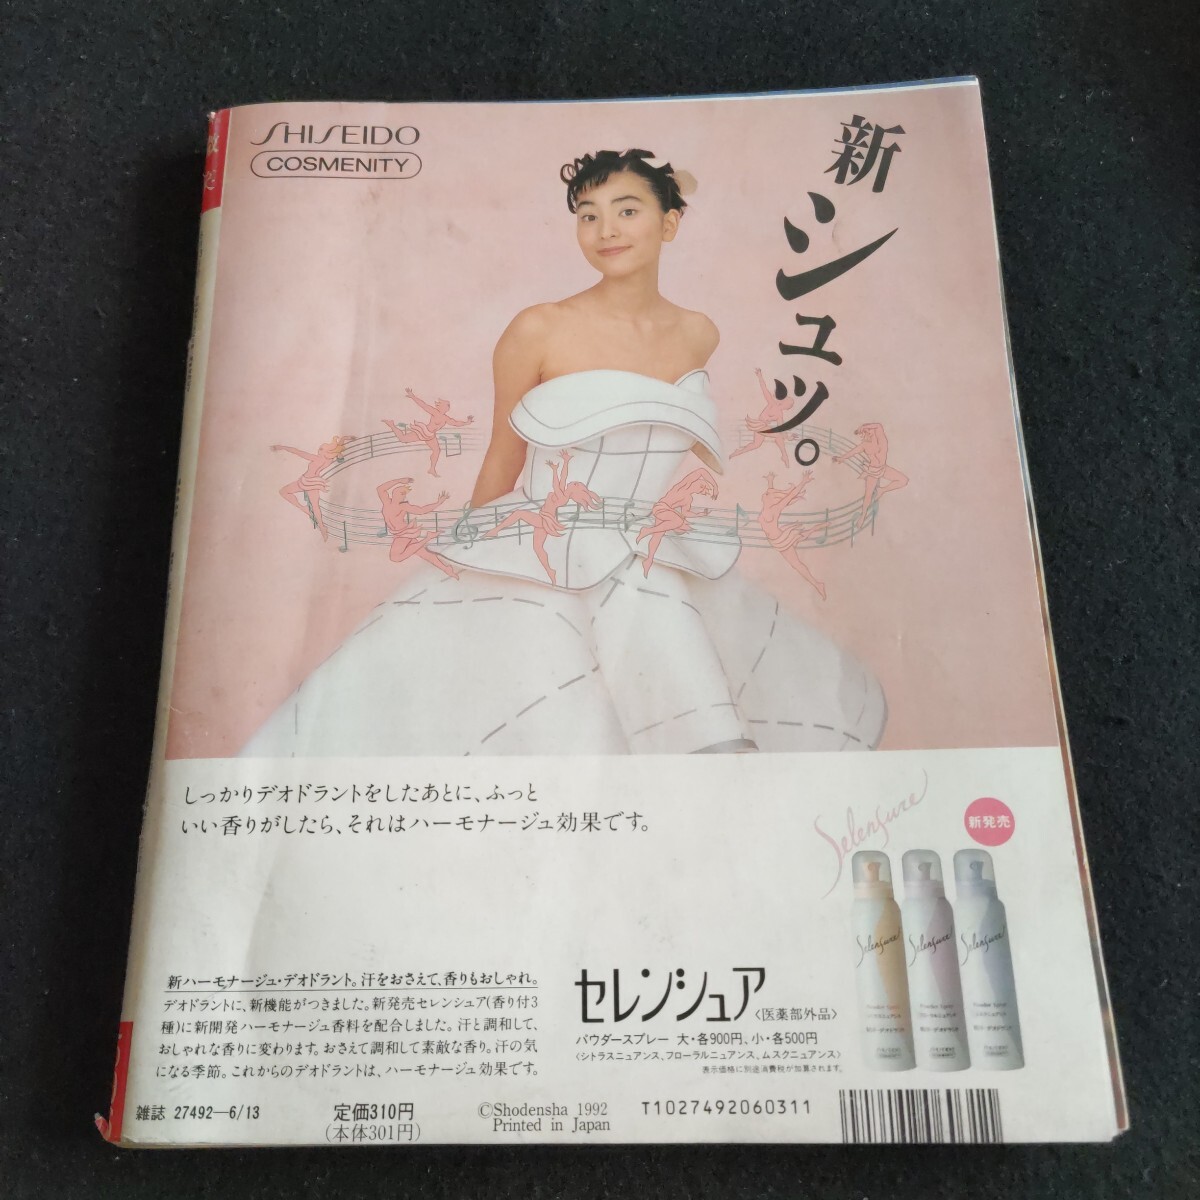 SHISEIDO
COSMENITY
新シュッ。
しっかりデオドラントをしたあとに、ふっと
いい香りがしたら、それはハーモナージュ効果です。
Selensure
新発売
Selensure
Selensure
Selensure
新ハーモナージュ・デオドラント。汗をおさえて、香りもおしゃれ。
デオドラントに、新機能がつきました。新発売セレンシュア(香り付3
種)に新開発ハーモナージュ香料を配合しました。汗と調和して、
おしゃれな香りに変わります。おさえて調和して素敵な香り。汗の気
になる季節。これからのデオドラントは、ハーモナージュ効果です。
セレンシュア〈医薬部外品〉
パウダースプレー 大・各900円、小・各500円
〈シトラスニュアンス、フローラルニュアンス、ムスクニュアンス〉
表示価格に別途消費税が加算されます。
雑誌 27492—6/13
定価310円
(本体301円)
©Shodensha 1992
Printed in Japan
T1027492060311